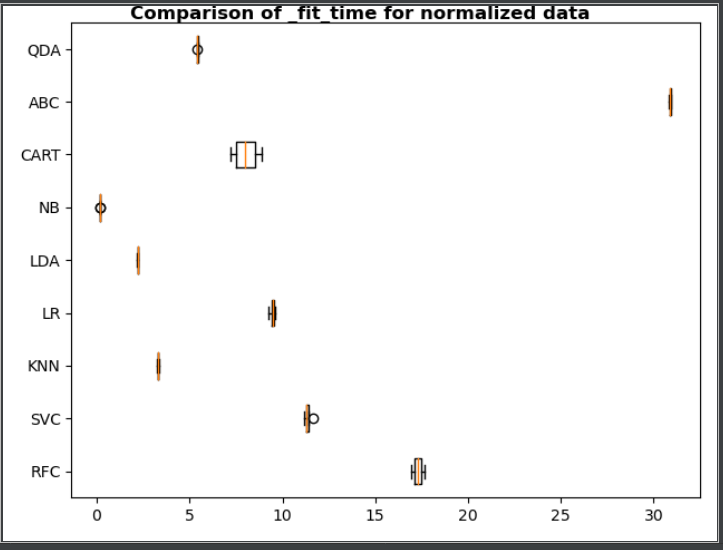 Comparison of _fit_time for normalized data
QDA
ABC
CART
NB
LDA
LR
KNN
SVC
RFC
0 5 10 15 20 25 30